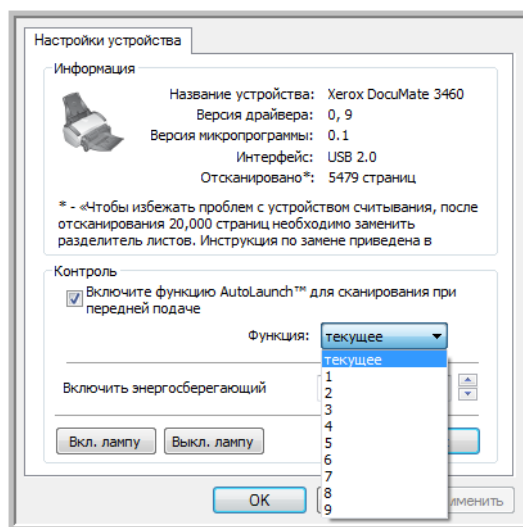 Настройки устройства
Информация
Название устройства: Xerox DocuMate 3460
Версия драйвера: 0, 9
Версия микропрограммы: 0.1
Интерфейс: USB 2.0
Отсканировано*: 5479 страниц
* - «Чтобы избежать проблем с устройством считывания, после
отсканирования 20,000 страниц необходимо заменить
разделитель листов. Инструкция по замене приведена в
Контроль
Включите функцию AutoLaunch™ для сканирования при
передней подаче
Функция: текущее
текущее
1
2
3
4
5
6
7
8
9
Включить энергосберегающий
Вкл. лампу Выкл. лампу
OK